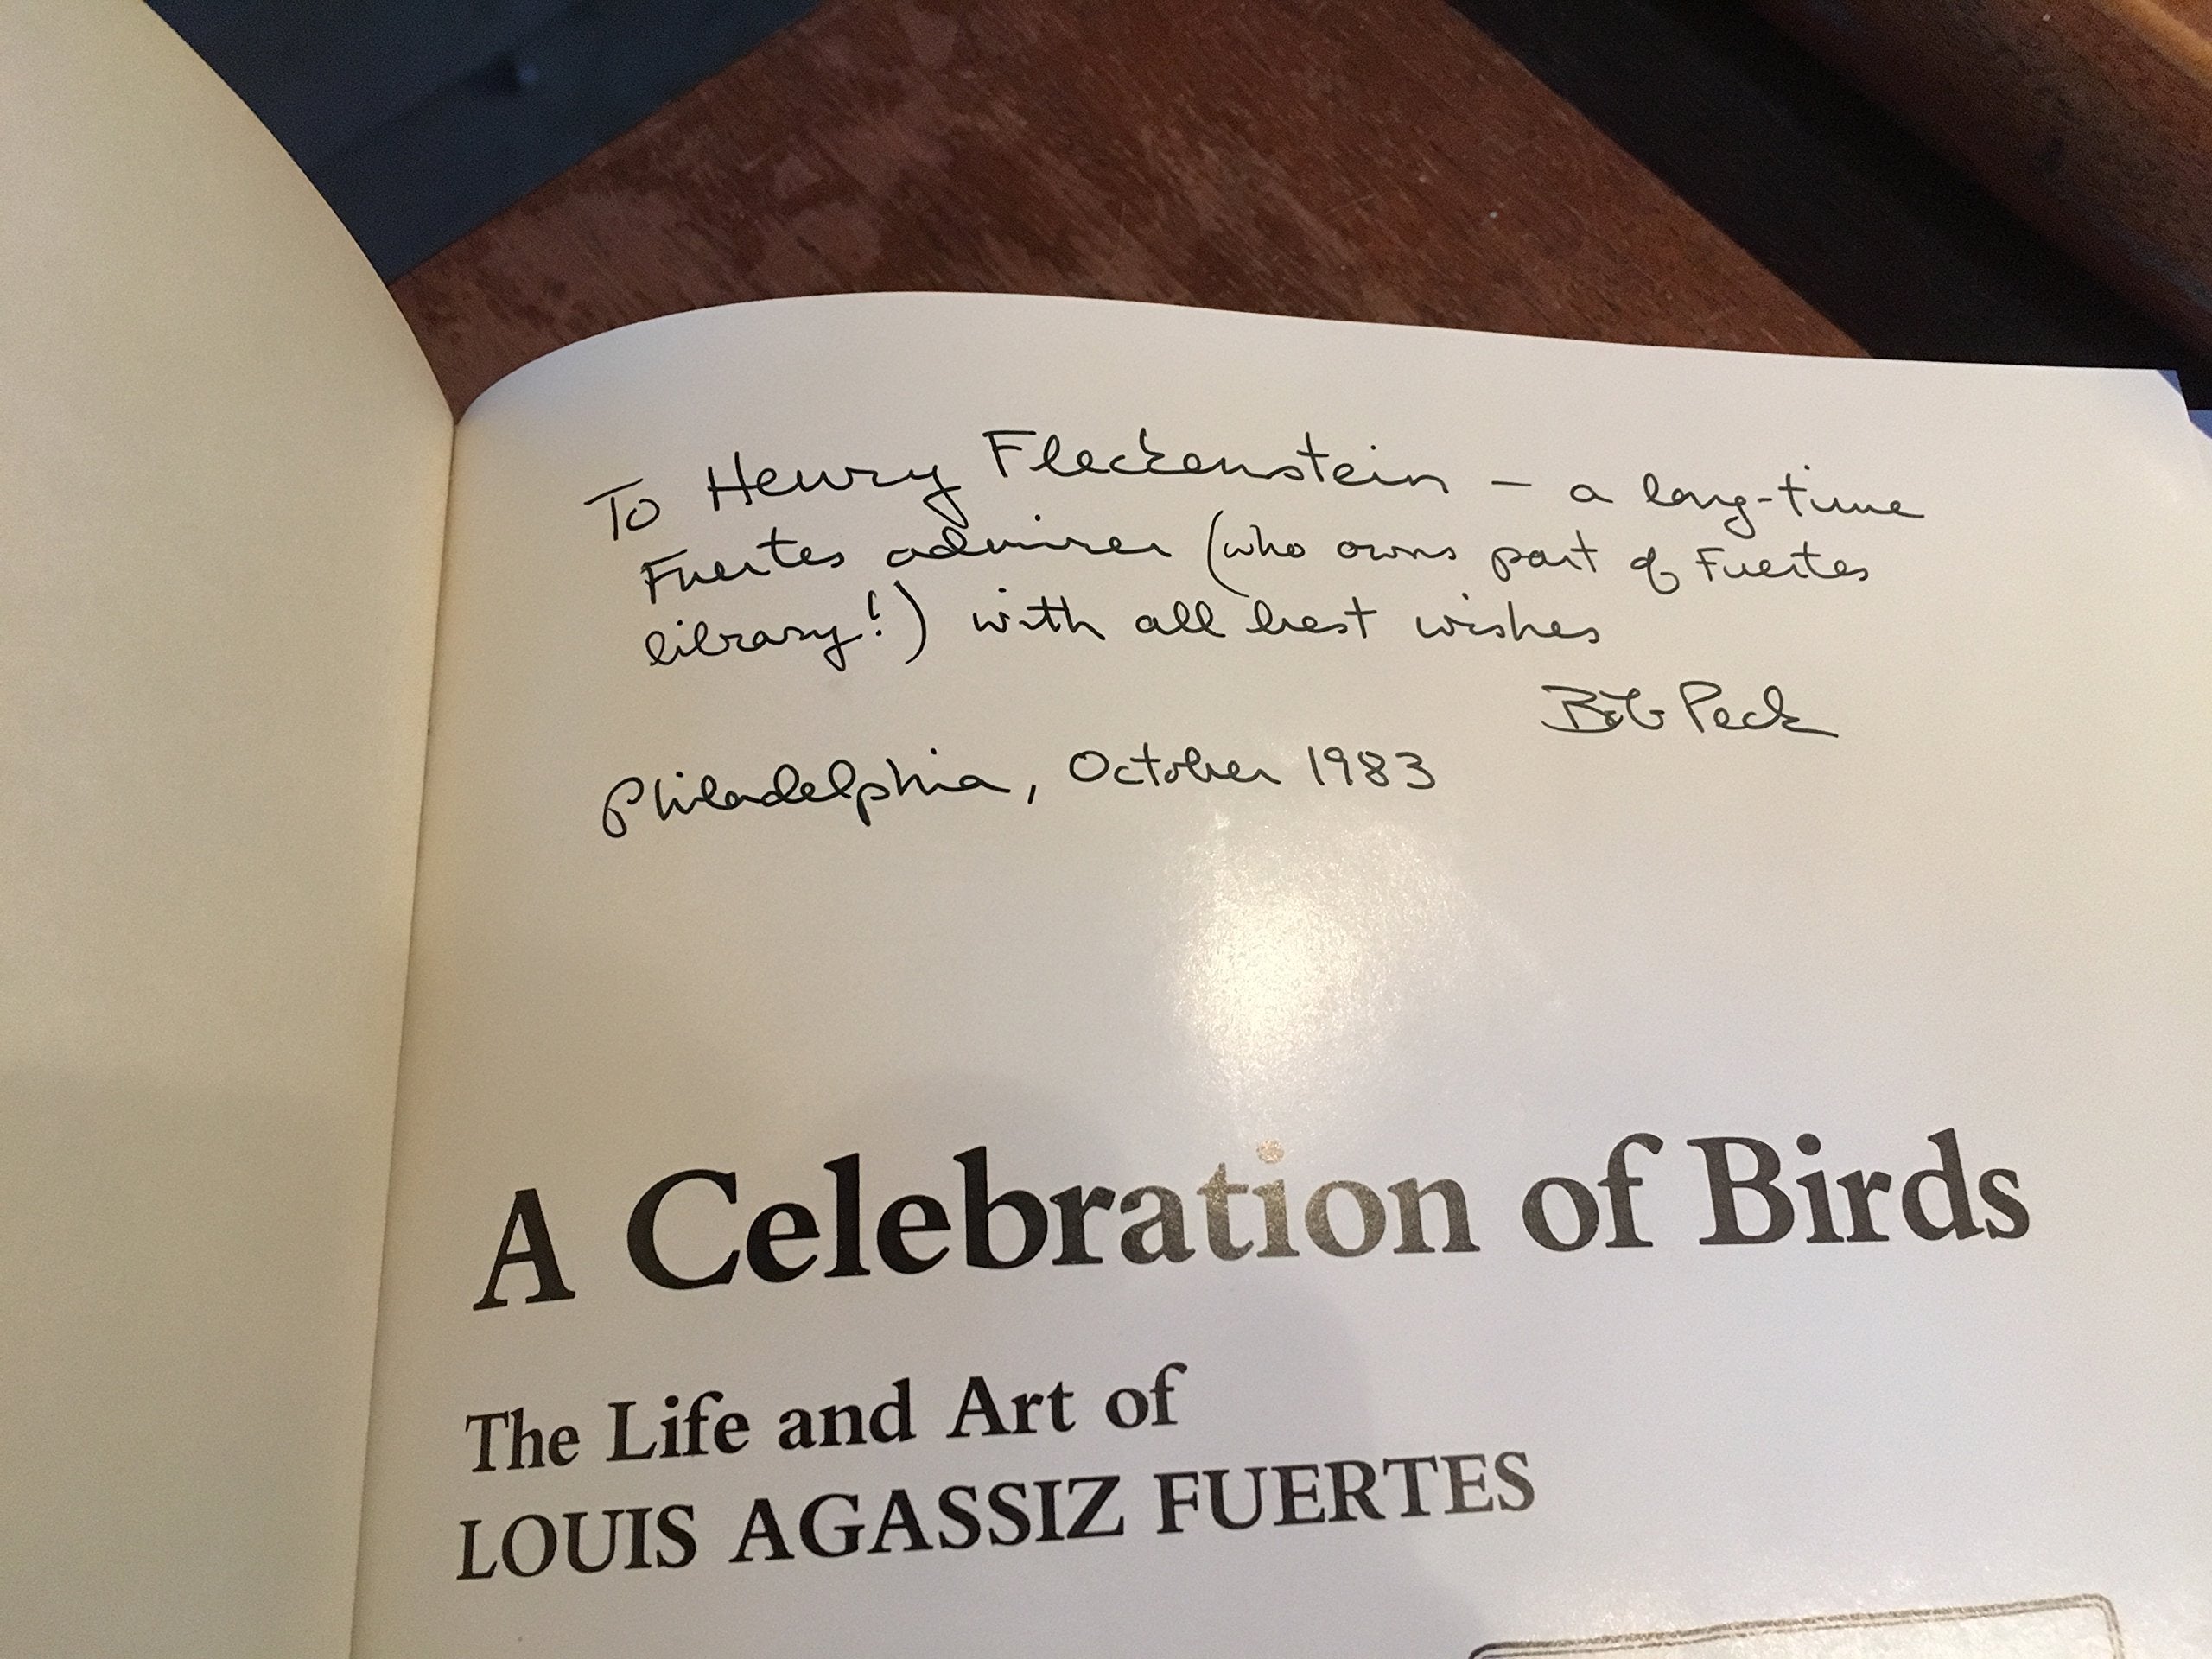 To Henry Fleckenstein – a long-time
Fuertes admirer (who owns part of Fuertes
library!) with all best wishes
Bob Peck
Philadelphia, October 1983
A Celebration of Birds
The Life and Art of
LOUIS AGASSIZ FUERTES